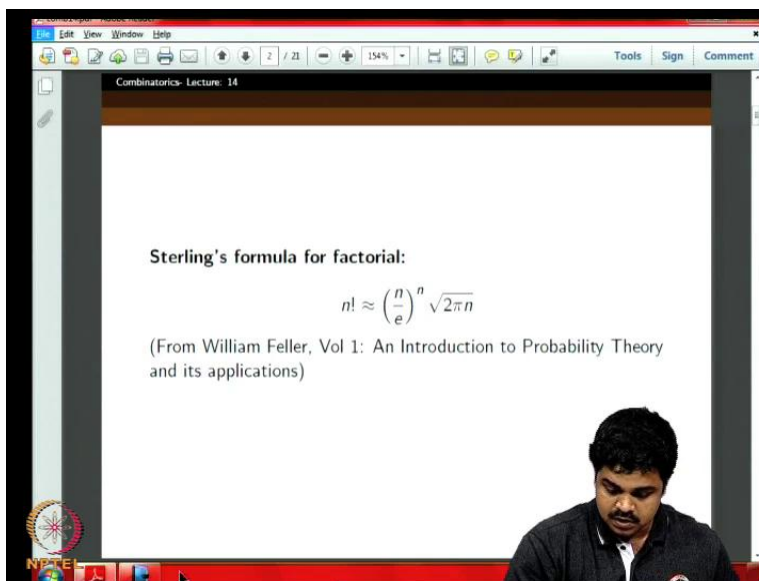 File Edit View Window Help
2 / 21 154% Tools Sign Comment
Combinatorics- Lecture: 14
Sterling's formula for factorial:
n! ≈ (n/e)^n √2πn
(From William Feller, Vol 1: An Introduction to Probability Theory
and its applications)
NPTEL